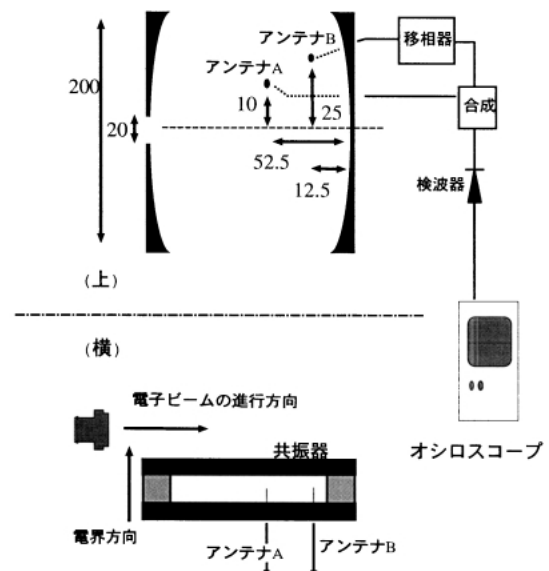 アンテナB
移相器
アンテナA
200
10
25
合成
20
52.5
12.5
検波器
(上)
(横)
電子ビームの進行方向
共振器
オシロスコープ
電界方向
アンテナA
アンテナB